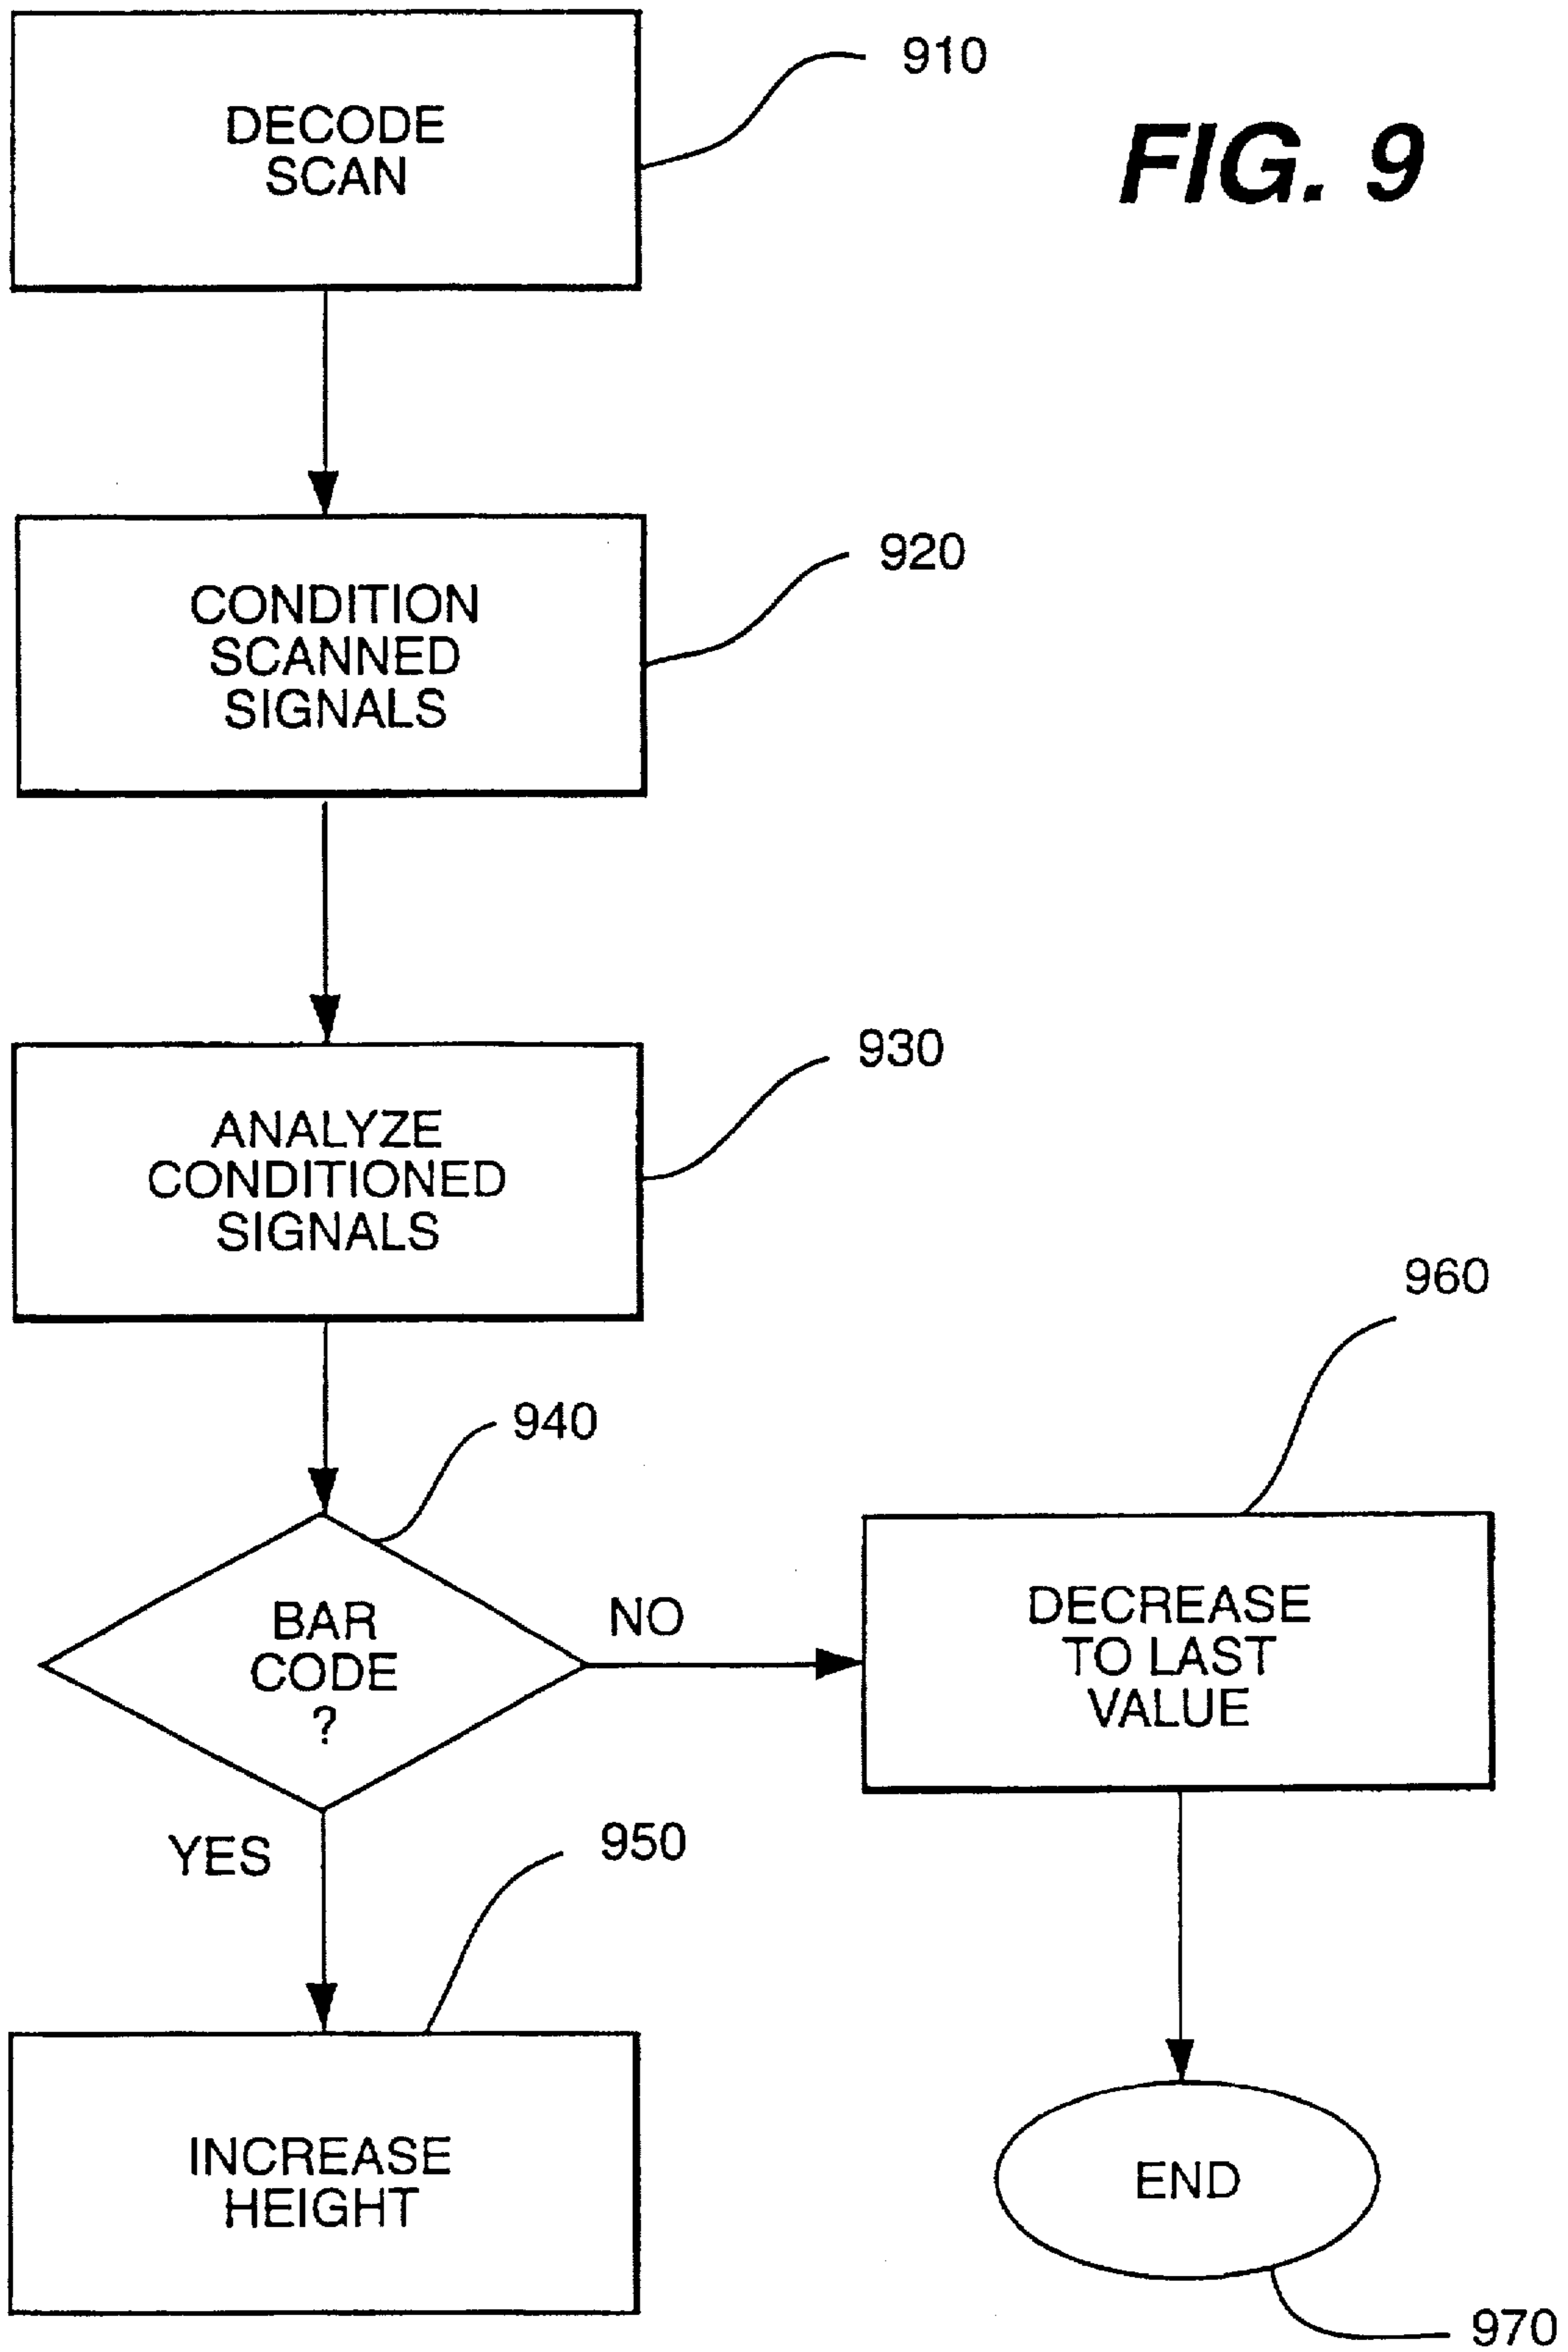 910
FIG. 9
DECODE
SCAN
920
CONDITION
SCANNED
SIGNALS
930
ANALYZE
CONDITIONED
SIGNALS
960
940
BAR
CODE
?
NO
DECREASE
TO LAST
VALUE
YES
950
INCREASE
HEIGHT
END
970